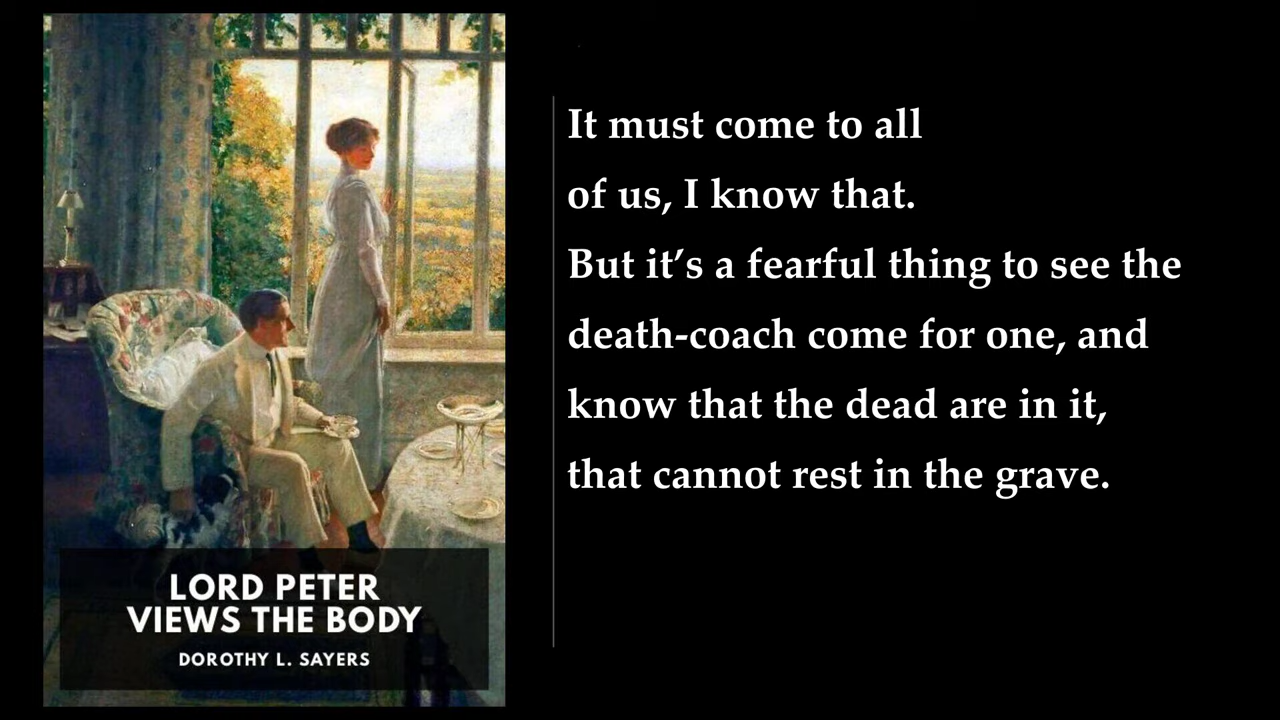 It must come to all
of us, I know that.
But it’s a fearful thing to see the
death-coach come for one, and
know that the dead are in it,
that cannot rest in the grave.
LORD PETER
VIEWS THE BODY
DOROTHY L. SAYERS